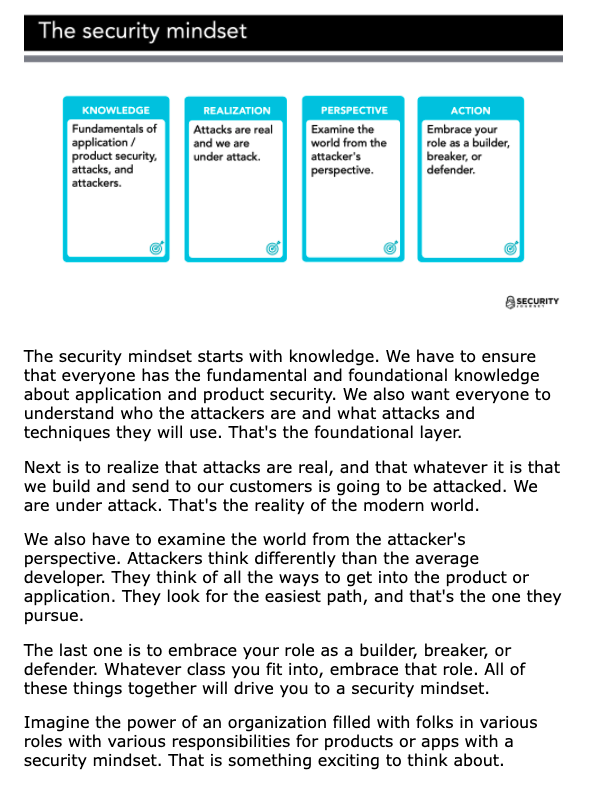 The security mindset
KNOWLEDGE
Fundamentals of
application /
product security,
attacks, and
attackers.
REALIZATION
Attacks are real
and we are
under attack.
PERSPECTIVE
Examine the
world from the
attacker's
perspective.
ACTION
Embrace your
role as a builder,
breaker, or
defender.
SECURITY
JOURNEY
The security mindset starts with knowledge. We have to ensure
that everyone has the fundamental and foundational knowledge
about application and product security. We also want everyone to
understand who the attackers are and what attacks and
techniques they will use. That's the foundational layer.
Next is to realize that attacks are real, and that whatever it is that
we build and send to our customers is going to be attacked. We
are under attack. That's the reality of the modern world.
We also have to examine the world from the attacker's
perspective. Attackers think differently than the average
developer. They think of all the ways to get into the product or
application. They look for the easiest path, and that's the one they
pursue.
The last one is to embrace your role as a builder, breaker, or
defender. Whatever class you fit into, embrace that role. All of
these things together will drive you to a security mindset.
Imagine the power of an organization filled with folks in various
roles with various responsibilities for products or apps with a
security mindset. That is something exciting to think about.